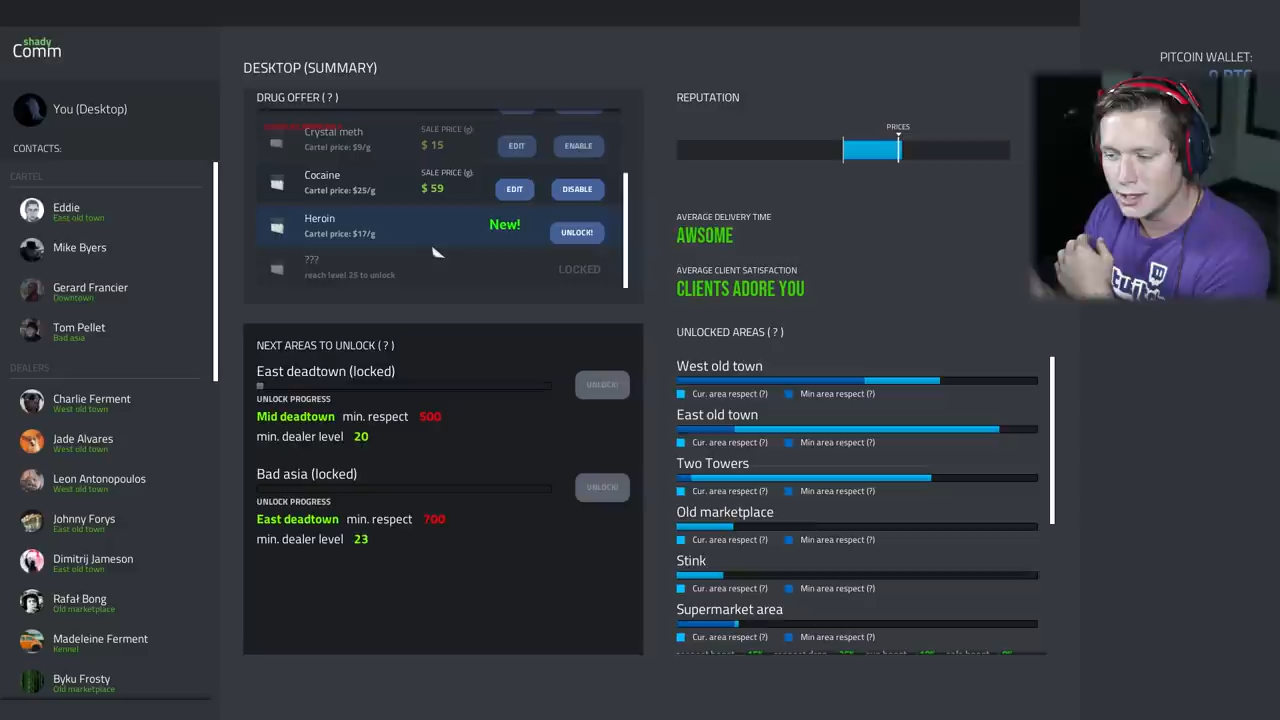 shady
Comm
You (Desktop)
CONTACTS:
CARTEL
Eddie
East old town
Mike Byers
Gerard Francier
Downtown
Tom Pellet
Bad asia
DEALERS
Charlie Ferment
West old town
Jade Alvares
West old town
Leon Antonopoulos
West old town
Johnny Forys
East old town
Dimitrij Jameson
East old town
Rafał Bong
Old marketplace
Madeleine Ferment
Kennel
Byku Frosty
Old marketplace
DESKTOP (SUMMARY)
DRUG OFFER ( ? )
Crystal meth
Cartel price: $9/g
SALE PRICE (g)
$ 15
EDIT
ENABLE
Cocaine
Cartel price: $25/g
SALE PRICE (g)
$ 59
EDIT
DISABLE
Heroin
Cartel price: $17/g
New!
UNLOCK!
???
reach level 25 to unlock
LOCKED
NEXT AREAS TO UNLOCK ( ? )
East deadtown (locked)
UNLOCK!
UNLOCK PROGRESS
Mid deadtown min. respect 500
min. dealer level 20
Bad asia (locked)
UNLOCK!
UNLOCK PROGRESS
East deadtown min. respect 700
min. dealer level 23
REPUTATION
PRICES
AVERAGE DELIVERY TIME
AWSOME
AVERAGE CLIENT SATISFACTION
CLIENTS ADORE YOU
UNLOCKED AREAS ( ? )
West old town
Cur. area respect (?) Min area respect (?)
East old town
Cur. area respect (?) Min area respect (?)
Two Towers
Cur. area respect (?) Min area respect (?)
Old marketplace
Cur. area respect (?) Min area respect (?)
Stink
Cur. area respect (?) Min area respect (?)
Supermarket area
Cur. area respect (?) Min area respect (?)
PITCOIN WALLET: